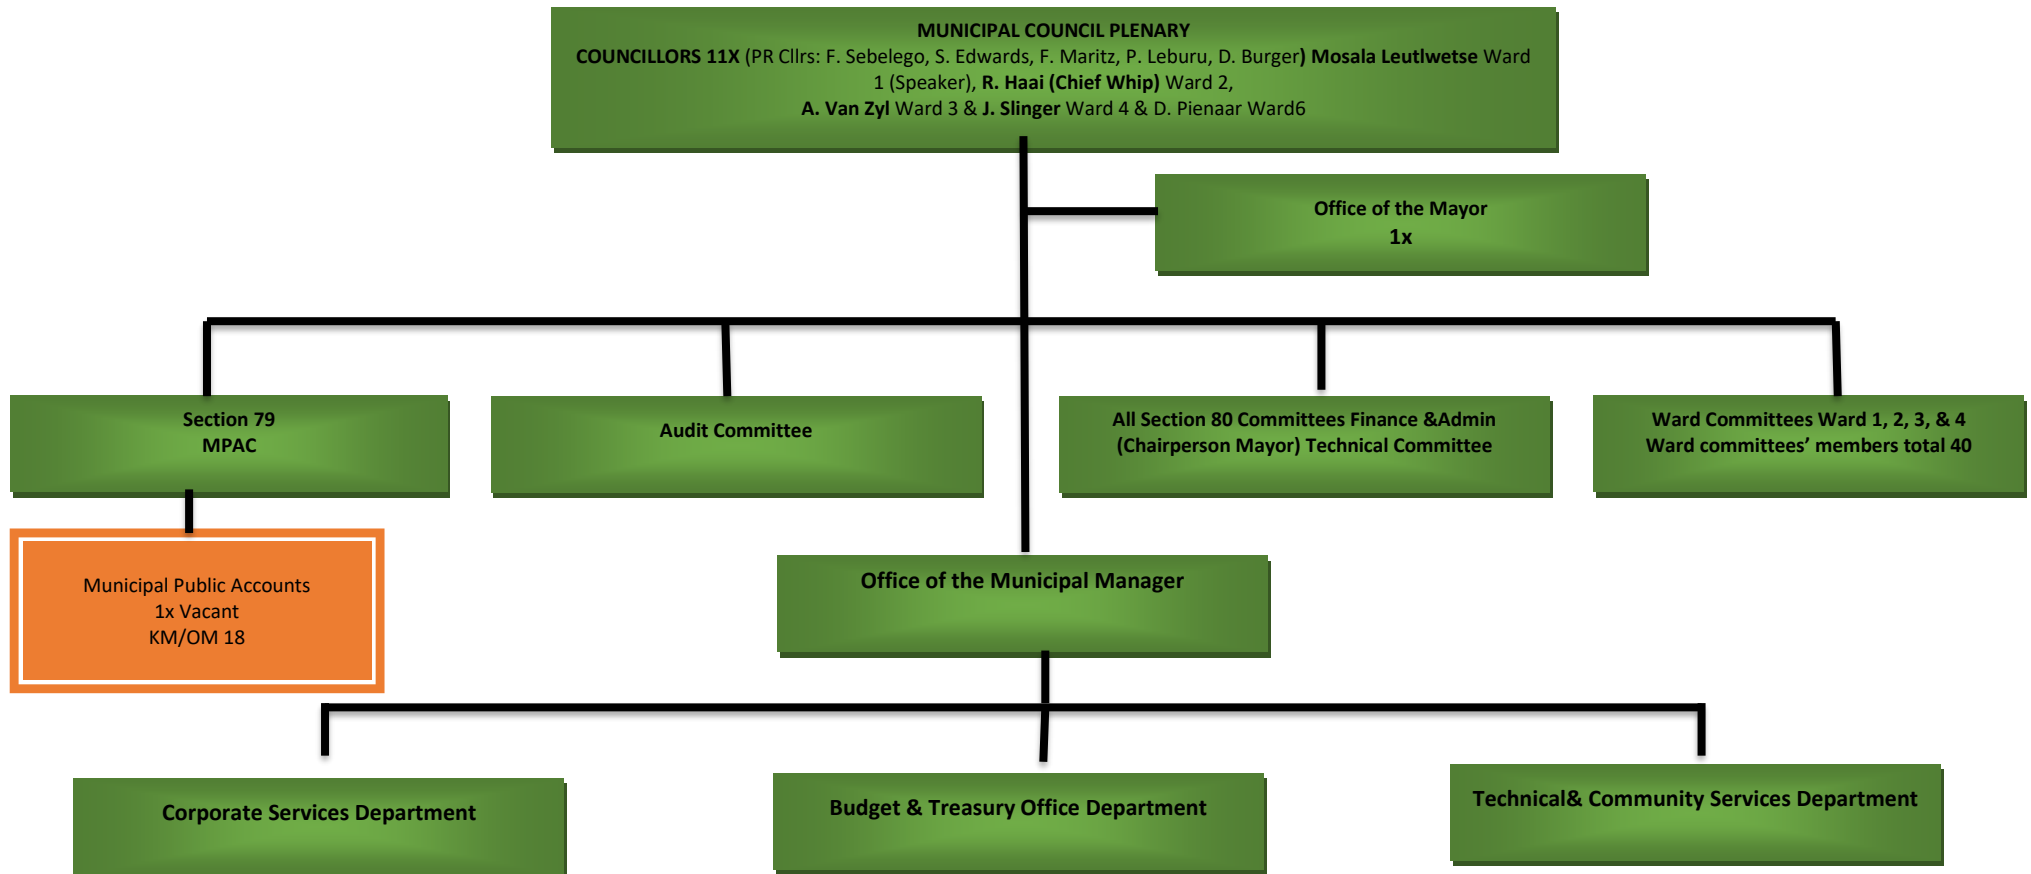 MUNICIPAL COUNCIL PLENARY
COUNCILLORS 11X (PR Cllrs: F. Sebelego, S. Edwards, F. Maritz, P. Leburu, D. Burger) Mosala Leutlwetse Ward
1 (Speaker), R. Haai (Chief Whip) Ward 2,
A. Van Zyl Ward 3 & J. Slinger Ward 4 & D. Pienaar Ward6
Office of the Mayor
1x
Section 79
MPAC
Audit Committee
All Section 80 Committees Finance &Admin
(Chairperson Mayor) Technical Committee
Ward Committees Ward 1, 2, 3, & 4
Ward committees’ members total 40
Municipal Public Accounts
1x Vacant
KM/OM 18
Office of the Municipal Manager
Corporate Services Department
Budget & Treasury Office Department
Technical& Community Services Department